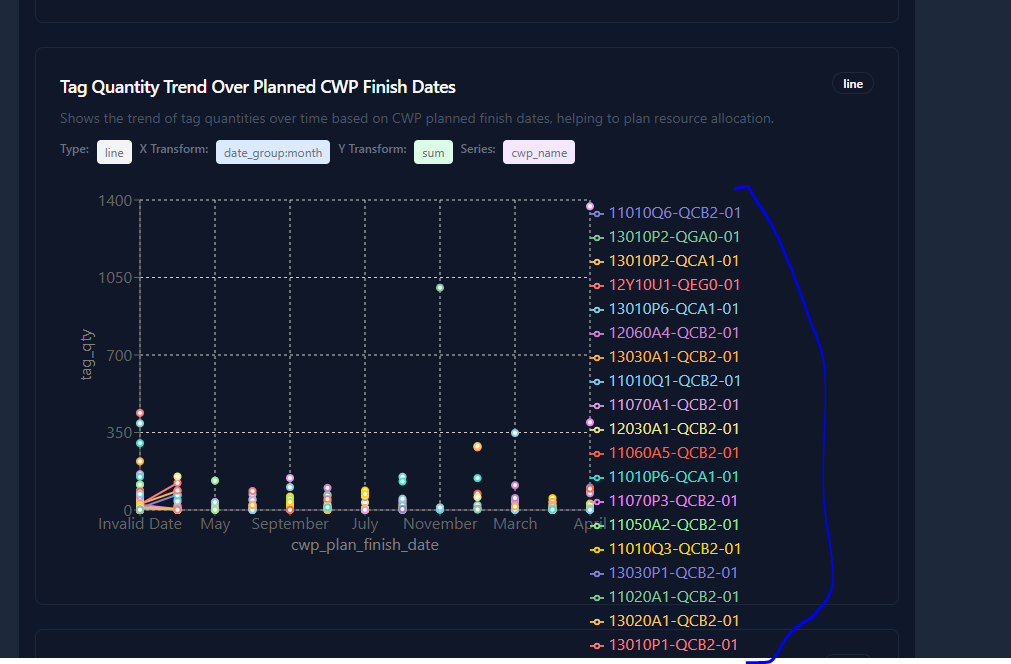 Tag Quantity Trend Over Planned CWP Finish Dates
line
Shows the trend of tag quantities over time based on CWP planned finish dates, helping to plan resource allocation.
Type: line X Transform: date_group:month Y Transform: sum Series: cwp_name
1400
1050
700
350
0
tag_qty
Invalid Date May September July November March April
cwp_plan_finish_date
11010Q6-QCB2-01
13010P2-QGA0-01
13010P2-QCA1-01
12Y10U1-QEG0-01
13010P6-QCA1-01
12060A4-QCB2-01
13030A1-QCB2-01
11010Q1-QCB2-01
11070A1-QCB2-01
12030A1-QCB2-01
11060A5-QCB2-01
11010P6-QCA1-01
11070P3-QCB2-01
11050A2-QCB2-01
11010Q3-QCB2-01
13030P1-QCB2-01
11020A1-QCB2-01
13020A1-QCB2-01
13010P1-QCB2-01